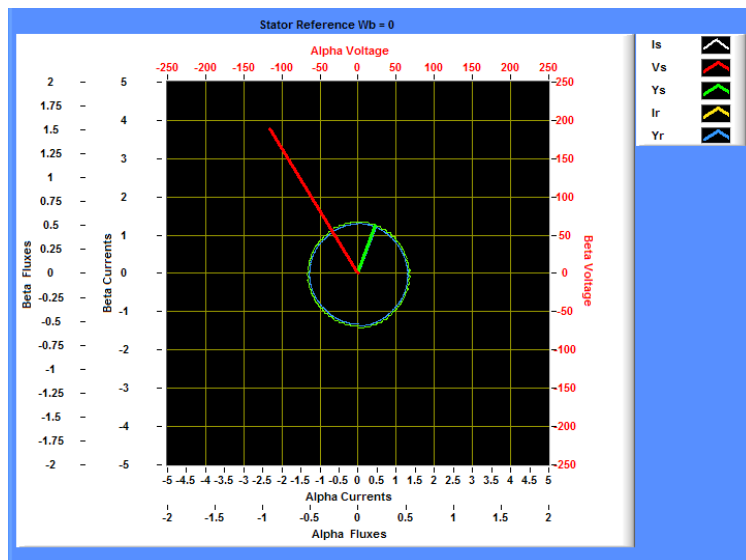 Stator Reference Wb = 0
Alpha Voltage
-250 -200 -150 -100 -50 0 50 100 150 200 250
Is
Vs
Ys
Ir
Yr
Beta Fluxes
2
1.75
1.5
1.25
1
0.75
0.5
0.25
0
-0.25
-0.5
-0.75
-1
-1.25
-1.5
-1.75
-2
Beta Currents
5
4
3
2
1
0
-1
-2
-3
-4
-5
250
200
150
100
50
0
-50
-100
-150
-200
-250
Beta Voltage
-5 -4.5 -4 -3.5 -3 -2.5 -2 -1.5 -1 -0.5 0 0.5 1 1.5 2 2.5 3 3.5 4 4.5 5
Alpha Currents
-2 -1.5 -1 -0.5 0 0.5 1 1.5 2
Alpha Fluxes